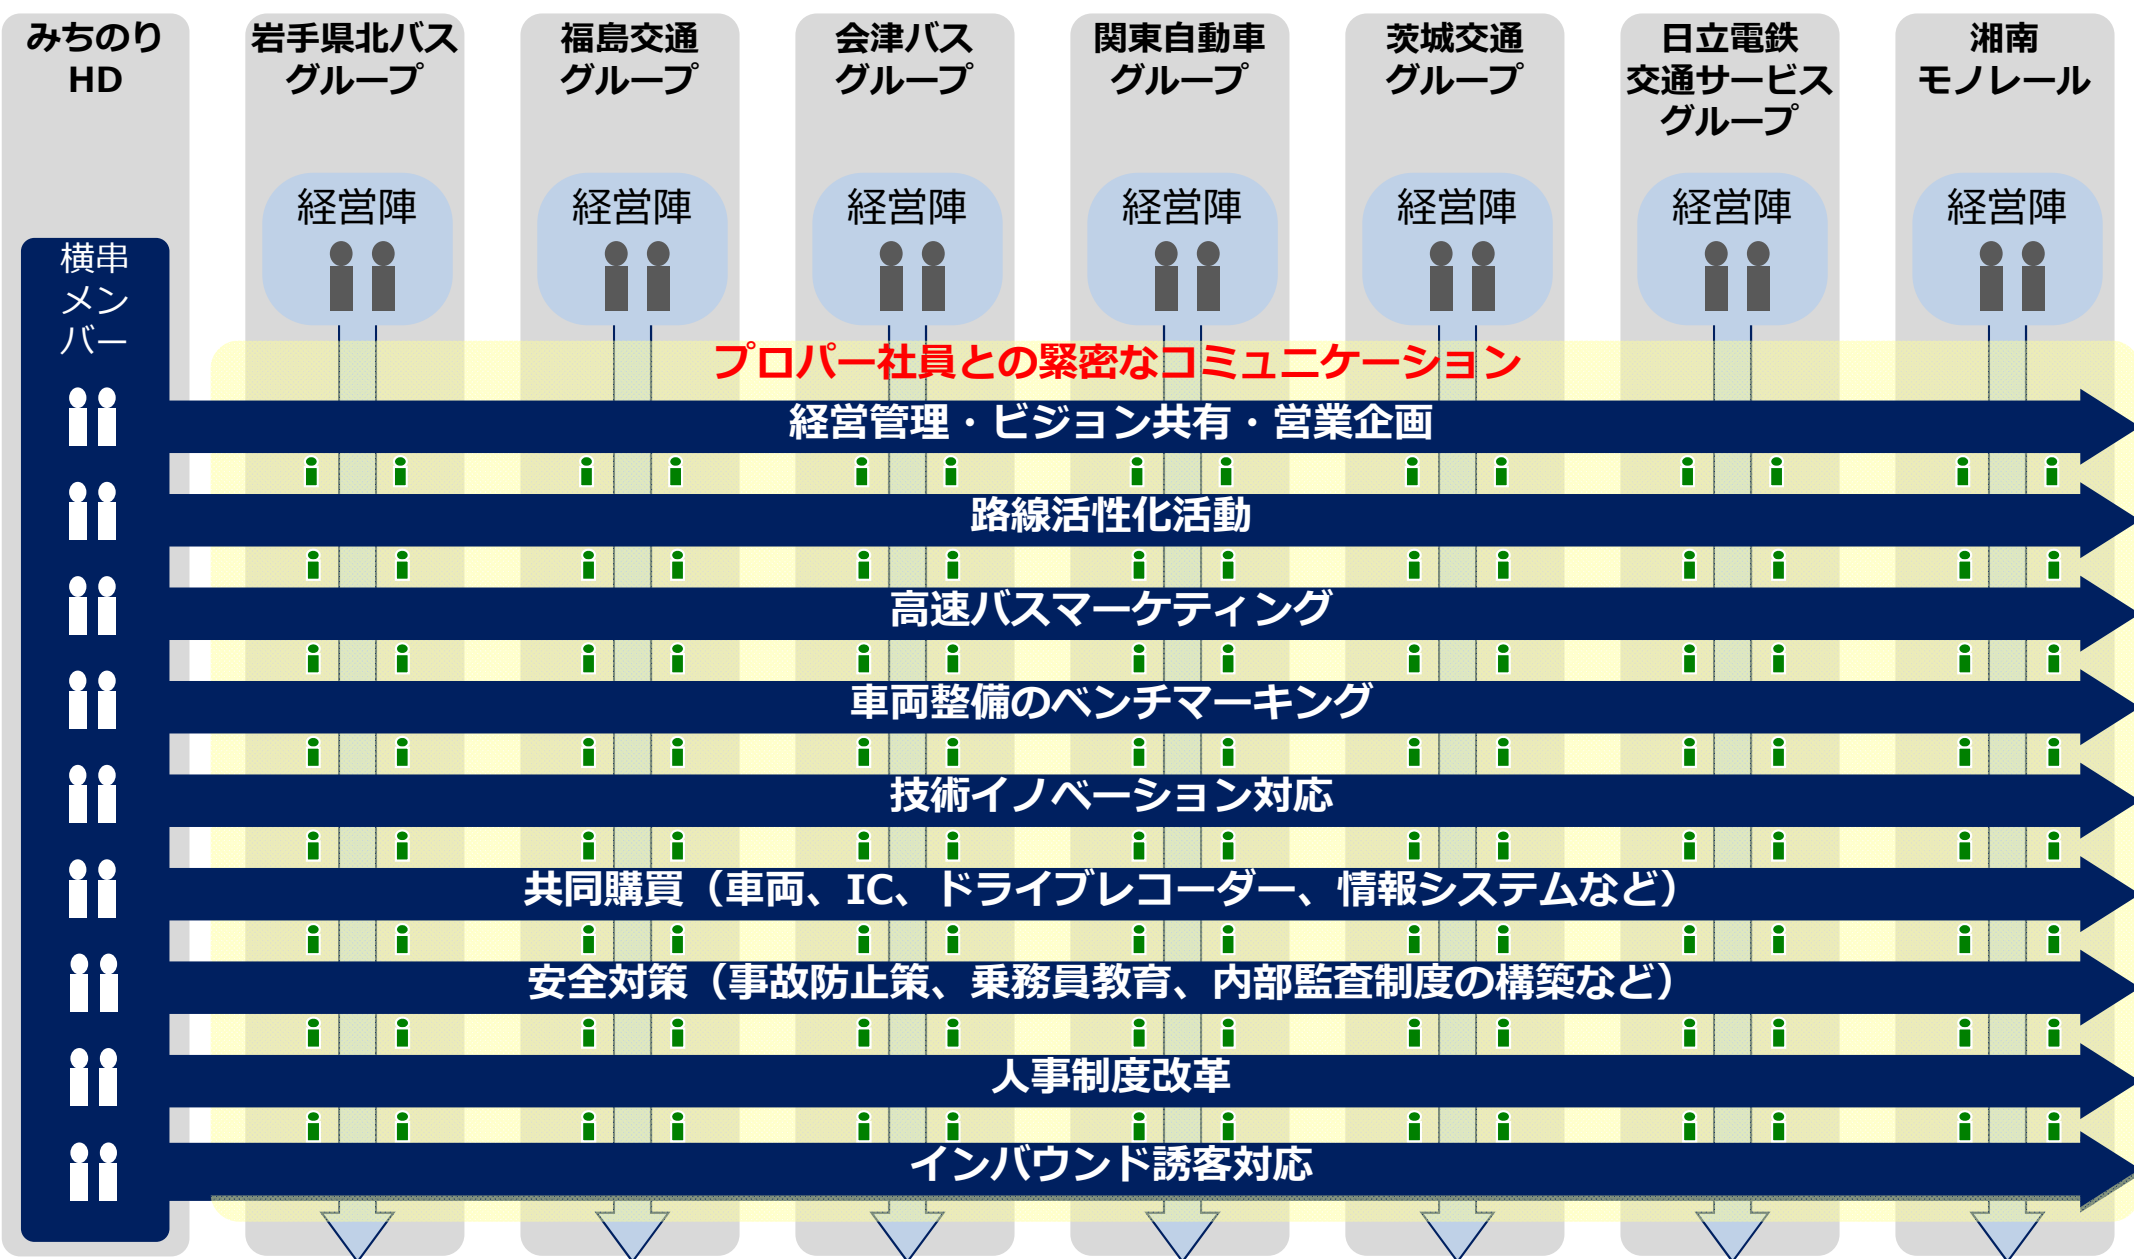 みちのり
HD
岩手県北バス
グループ
福島交通
グループ
会津バス
グループ
関東自動車
グループ
茨城交通
グループ
日立電鉄
交通サービス
グループ
湘南
モノレール
経営陣
経営陣
経営陣
経営陣
経営陣
経営陣
経営陣
横串
メン
バー
プロパー社員との緊密なコミュニケーション
経営管理・ビジョン共有・営業企画
路線活性化活動
高速バスマーケティング
車両整備のベンチマーキング
技術イノベーション対応
共同購買（車両、IC、ドライブレコーダー、情報システムなど）
安全対策（事故防止策、乗務員教育、内部監査制度の構築など）
人事制度改革
インバウンド誘客対応